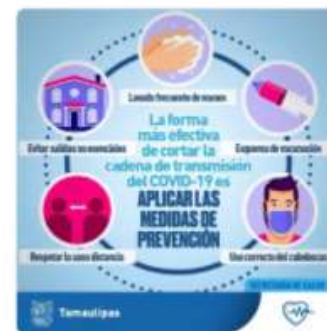 Lavado frecuente de manos
La forma
más efectiva
de cortar la
cadena de transmisión
del COVID-19 es
APLICAR LAS
MEDIDAS DE
PREVENCIÓN
Evitar salidas no esenciales
Esquema de vacunación
Respetar la sana distancia
Uso correcto del cubrebocas
SECRETARÍA DE SALUD
Tamaulipas